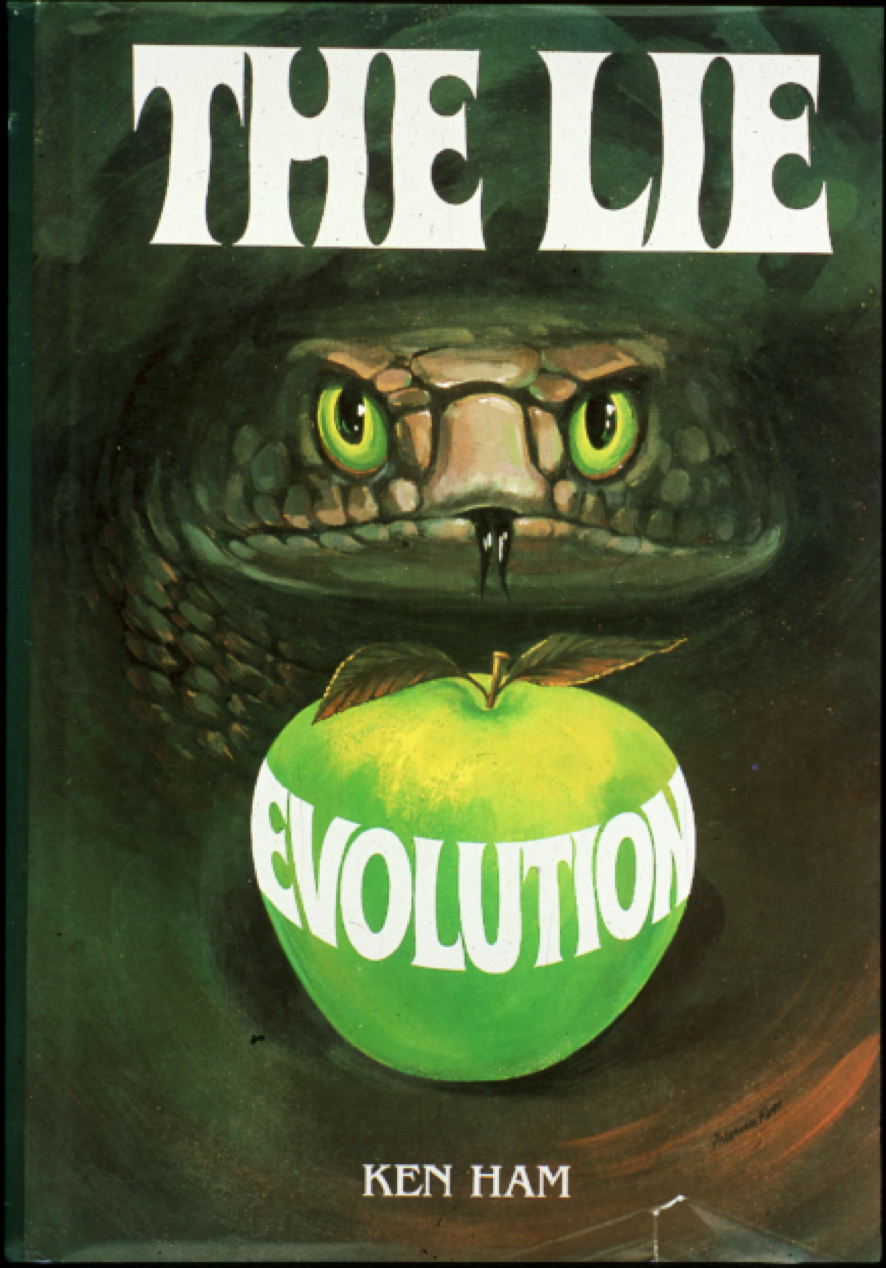 THE LIE
EVOLUTION
KEN HAM